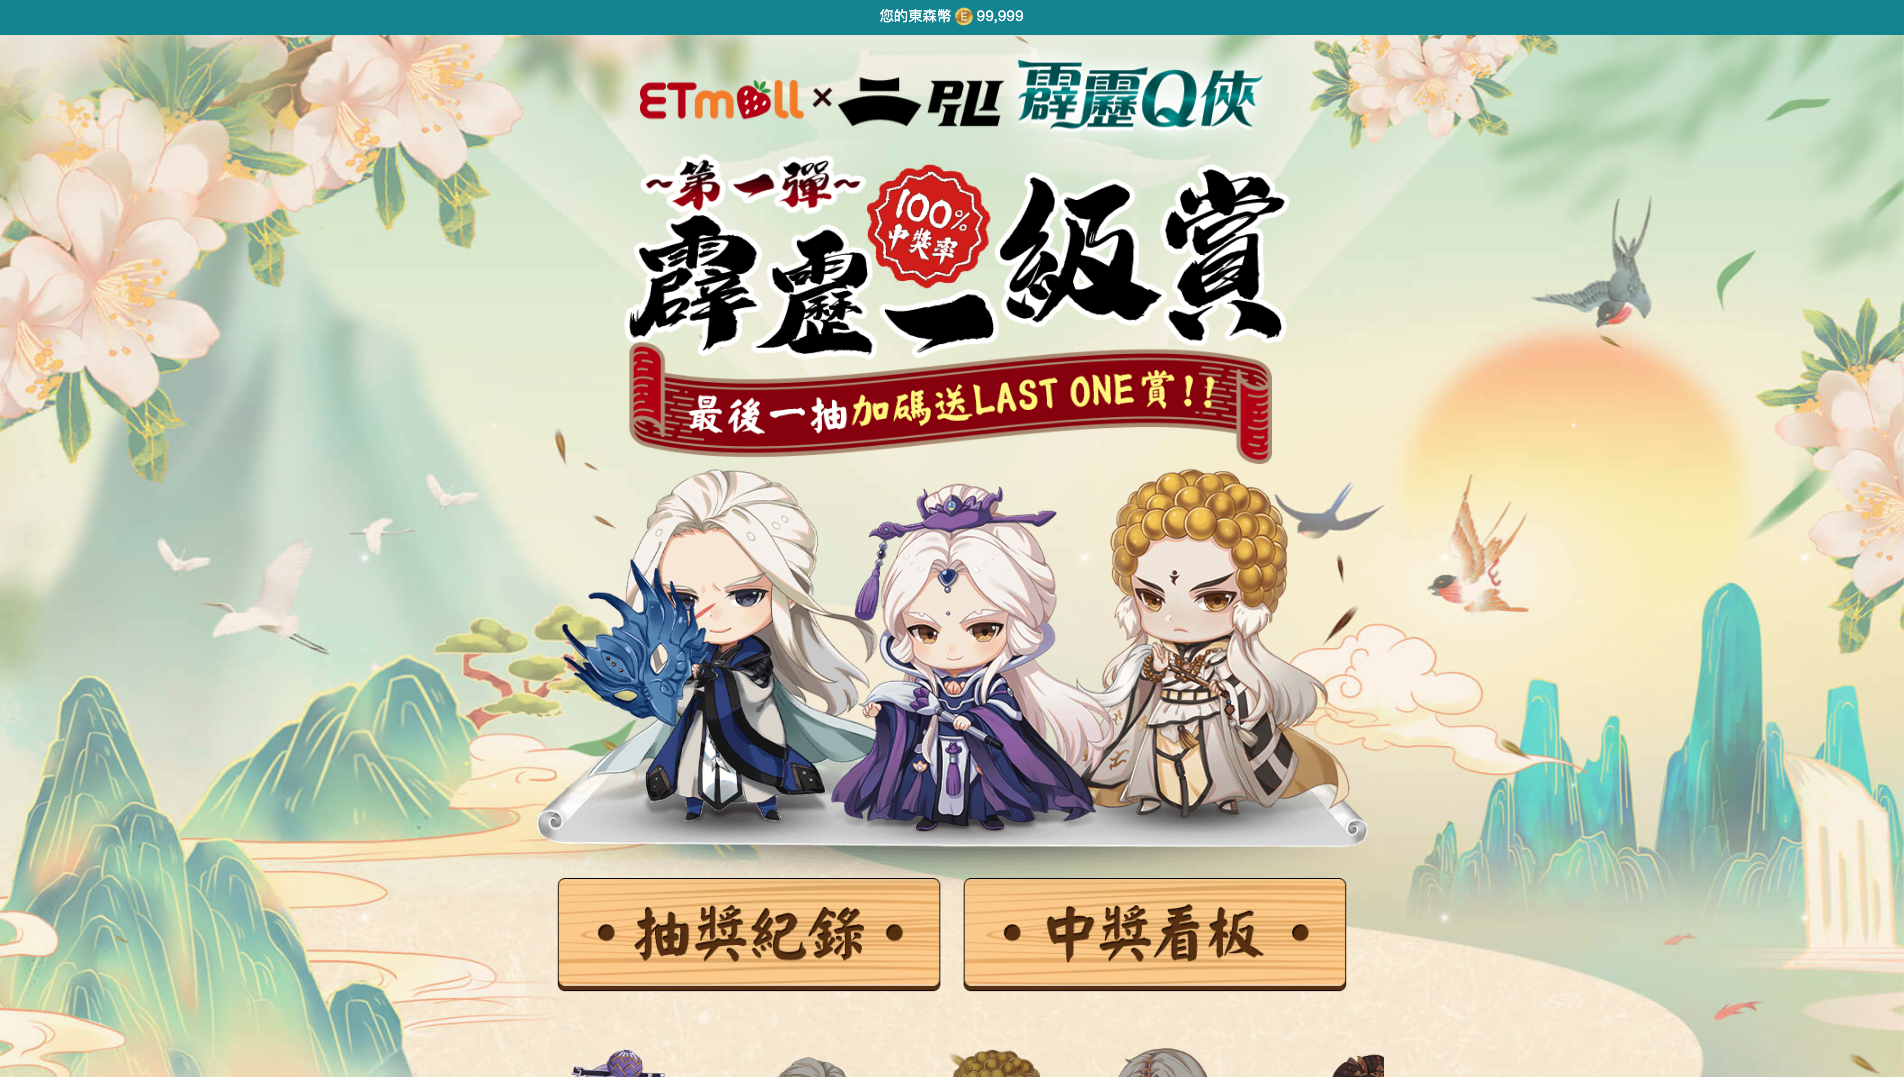 您的東森幣 E 99,999
ETmall × PILI 霹靂Q俠
~第一彈~
100%
中獎率
霹靂一級賞
最後一抽加碼送LAST ONE賞!!
抽獎紀錄
中獎看板